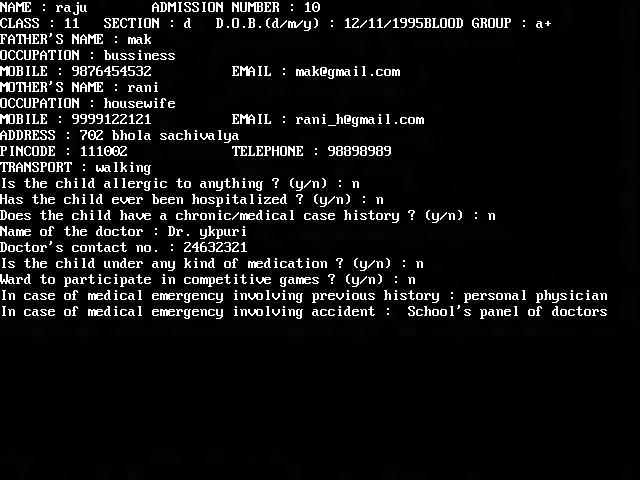 NAME : raju        ADMISSION NUMBER : 10
CLASS : 11   SECTION : d   D.O.B.(d/m/y) : 12/11/1995BLOOD GROUP : a+
FATHER'S NAME : mak
OCCUPATION : bussiness
MOBILE : 9876454532          EMAIL : mak@gmail.com
MOTHER'S NAME : rani
OCCUPATION : housewife
MOBILE : 9999122121          EMAIL : rani_h@gmail.com
ADDRESS : 702 bhola sachivalya
PINCODE : 111002             TELEPHONE : 98898989
TRANSPORT : walking
Is the child allergic to anything ? (y/n) : n
Has the child ever been hospitalized ? (y/n) : n
Does the child have a chronic/medical case history ? (y/n) : n
Name of the doctor : Dr. ykpuri
Doctor's contact no. : 24632321
Is the child under any kind of medication ? (y/n) : n
Ward to participate in competitive games ? (y/n) : n
In case of medical emergency involving previous history : personal physician
In case of medical emergency involving accident :  School's panel of doctors